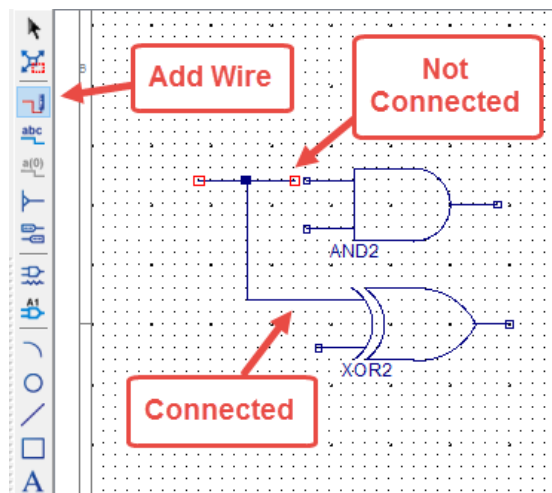 Add Wire
Not
Connected
abc
a(0)
AND2
A1
XOR2
Connected
A